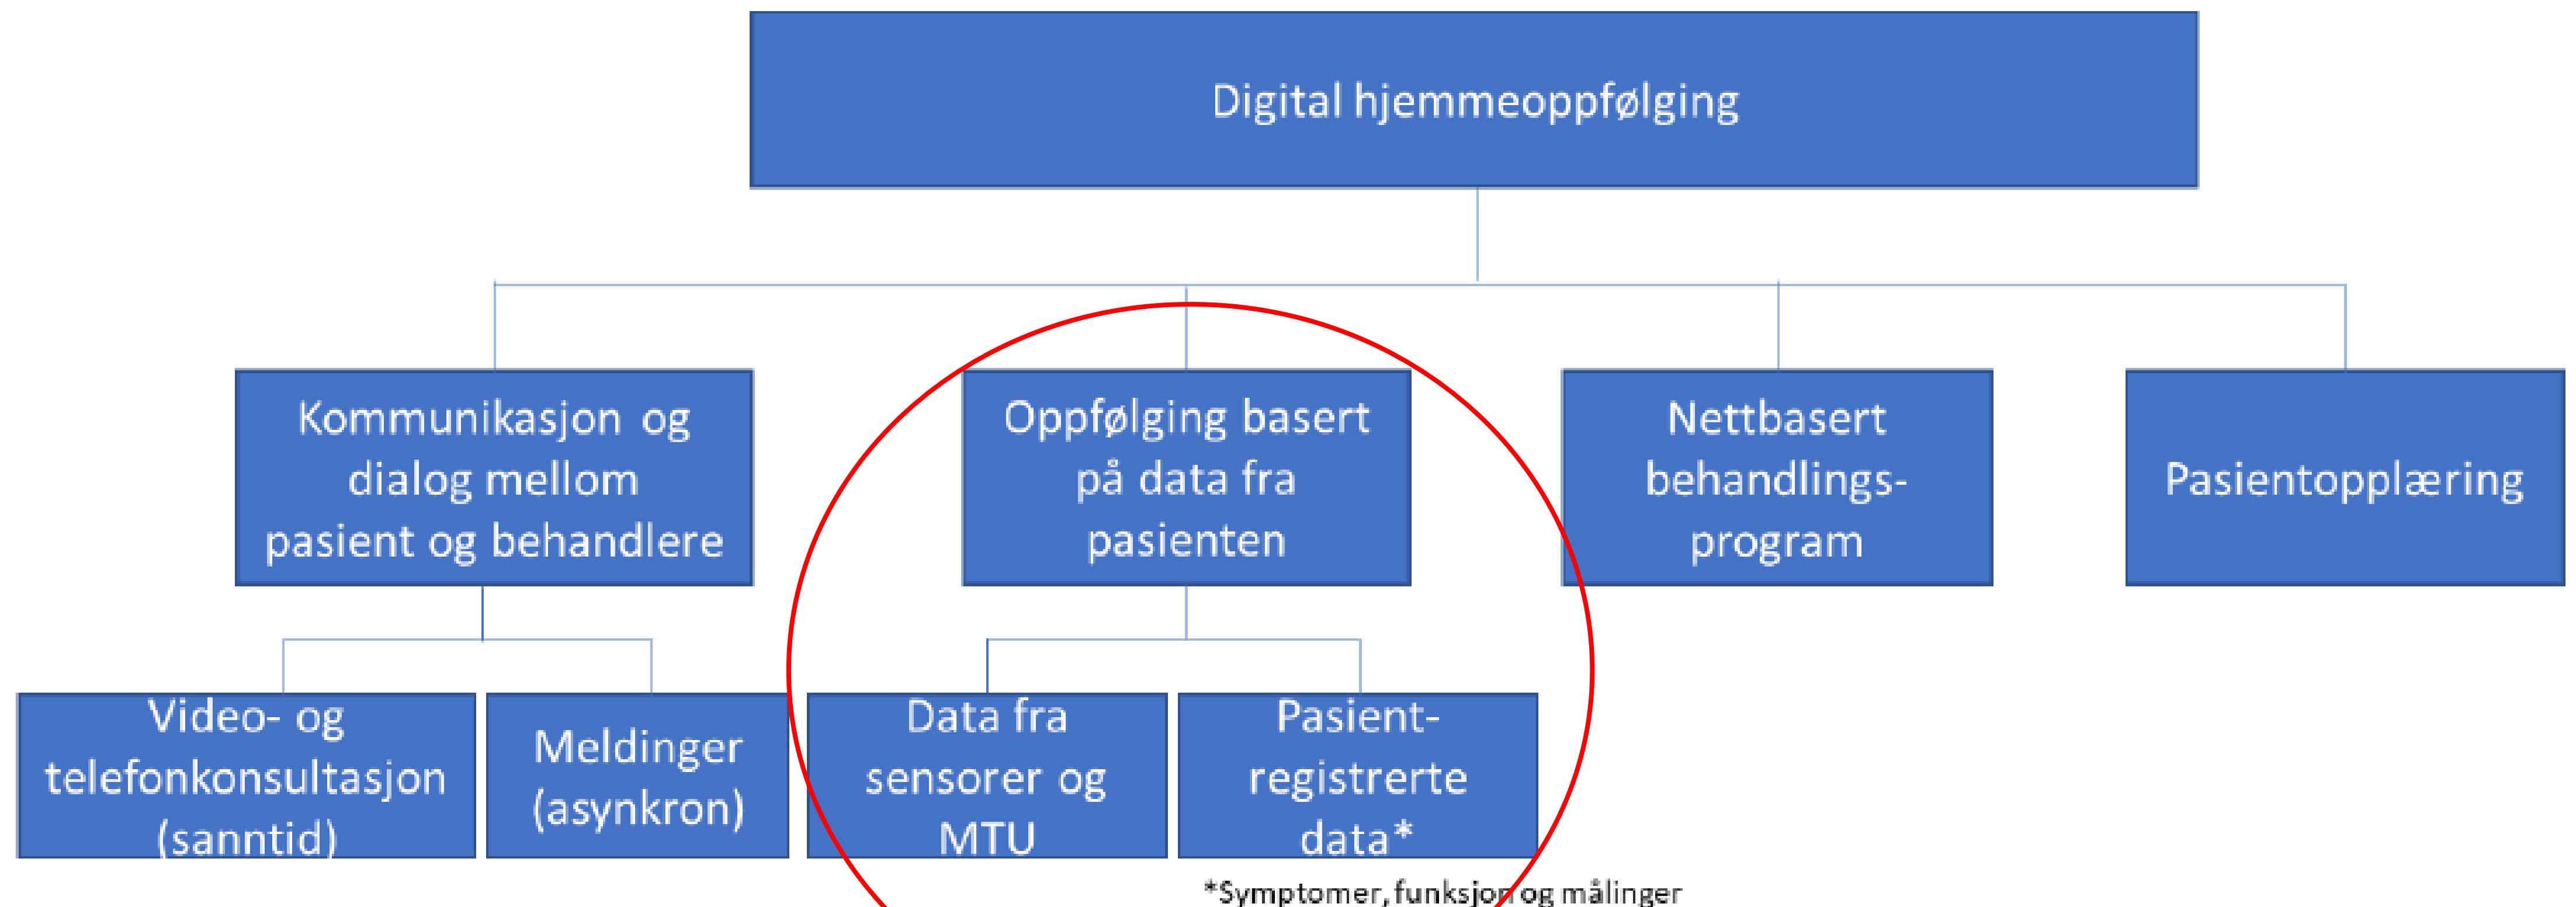 Digital hjemmeoppfølging
Kommunikasjon og
dialog mellom
pasient og behandlere
Oppfølging basert
på data fra
pasienten
Nettbasert
behandlings-
program
Pasientopplæring
Video- og
telefonkonsultasjon
(sanntid)
Meldinger
(asynkron)
Data fra
sensorer og
MTU
Pasient-
registrerte
data*
*Symptomer, funksjon og målinger